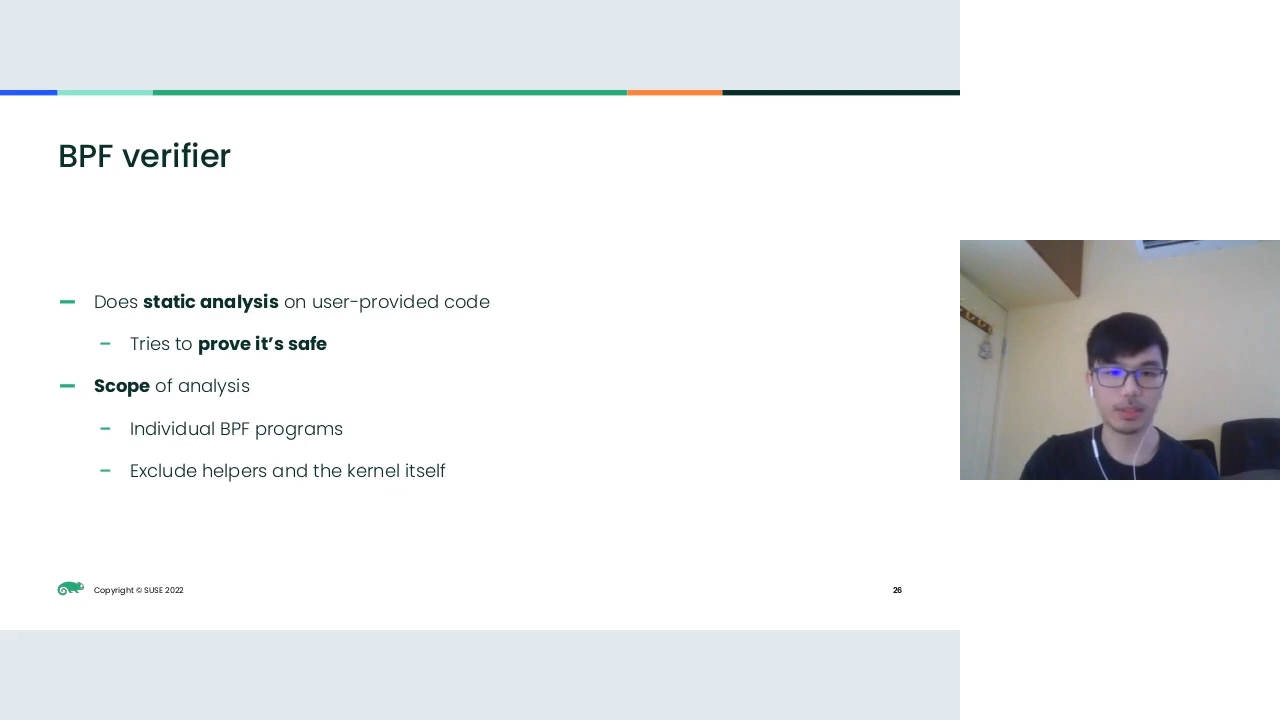 BPF verifier
Does static analysis on user-provided code
Tries to prove it's safe
Scope of analysis
Individual BPF programs
Exclude helpers and the kernel itself
Copyright © SUSE 2022
26